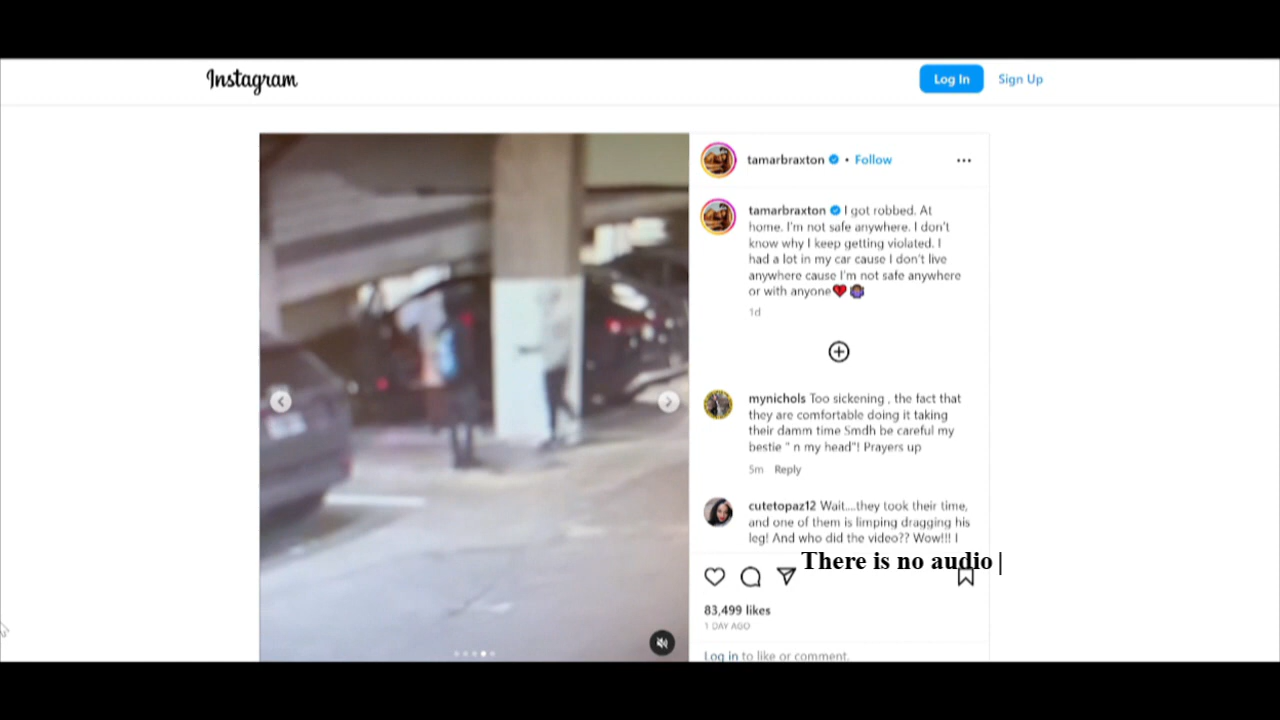 Instagram
Log In
Sign Up
tamarbraxton • Follow
tamarbraxton I got robbed. At
home. I'm not safe anywhere. I don't
know why I keep getting violated. I
had a lot in my car cause I don't live
anywhere cause I'm not safe anywhere
or with anyone
1d
mynichols Too sickening , the fact that
they are comfortable doing it taking
their damm time Smdh be careful my
bestie " n my head"! Prayers up
5m Reply
cutetopaz12 Wait....they took their time,
and one of them is limping dragging his
leg! And who did the video?? Wow!!! I
There is no audio |
83,499 likes
1 DAY AGO
Log in to like or comment.